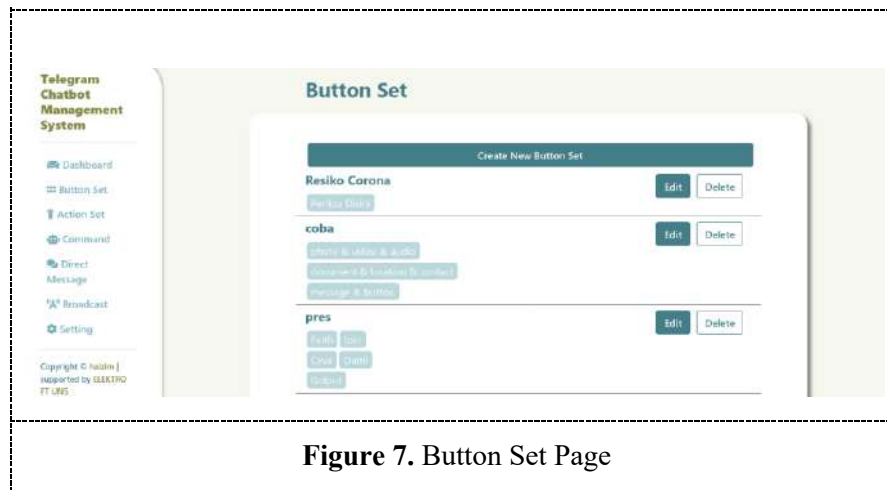 Telegram
Chatbot
Management
System
Dashboard
Button Set
Action Set
Command
Direct
Message
Broadcast
Setting
Copyright ©
supported by ELEKTRO
FT UNS
Button Set
Create New Button Set
Resiko Corona
Edit Delete
Periksa
coba
Edit Delete
photo & video & audio
document & location & contact
message & button
pres
Edit Delete
Figure 7. Button Set Page